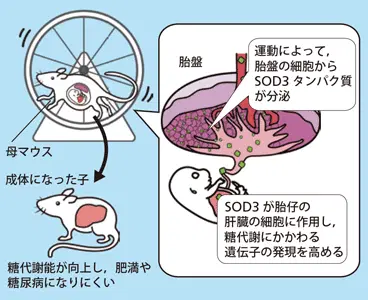 胎盤
運動によって，
胎盤の細胞から
SOD3 タンパク質
が分泌
母マウス
成体になった子
糖代謝能が向上し，肥満や
糖尿病になりにくい
SOD3 が胎仔の
肝臓の細胞に作用し，
糖代謝にかかわる
遺伝子の発現を高める